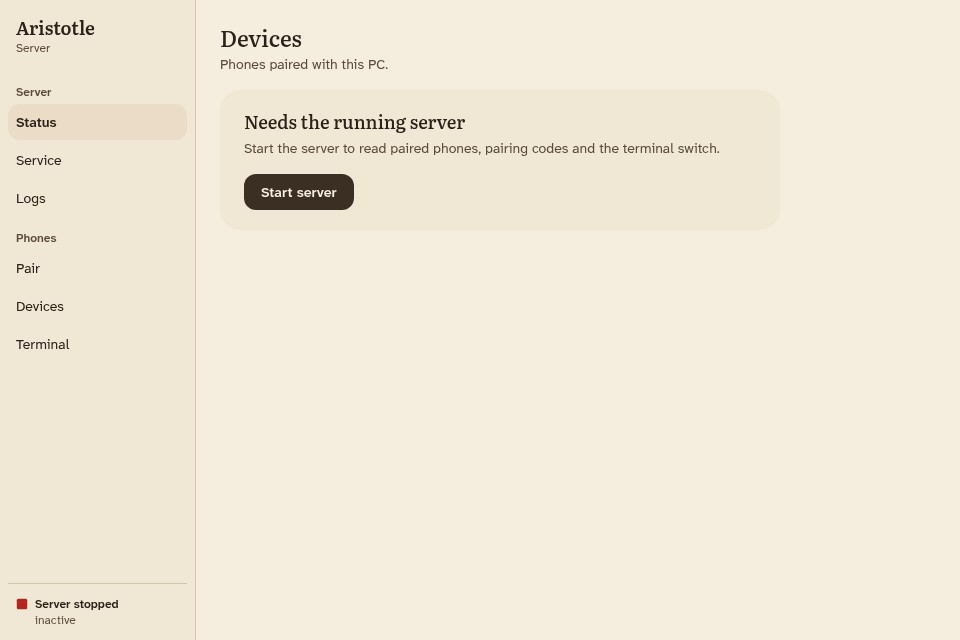 Aristotle
Server
Server
Status
Service
Logs
Phones
Pair
Devices
Terminal
Server stopped
inactive
Devices
Phones paired with this PC.
Needs the running server
Start the server to read paired phones, pairing codes and the terminal switch.
Start server